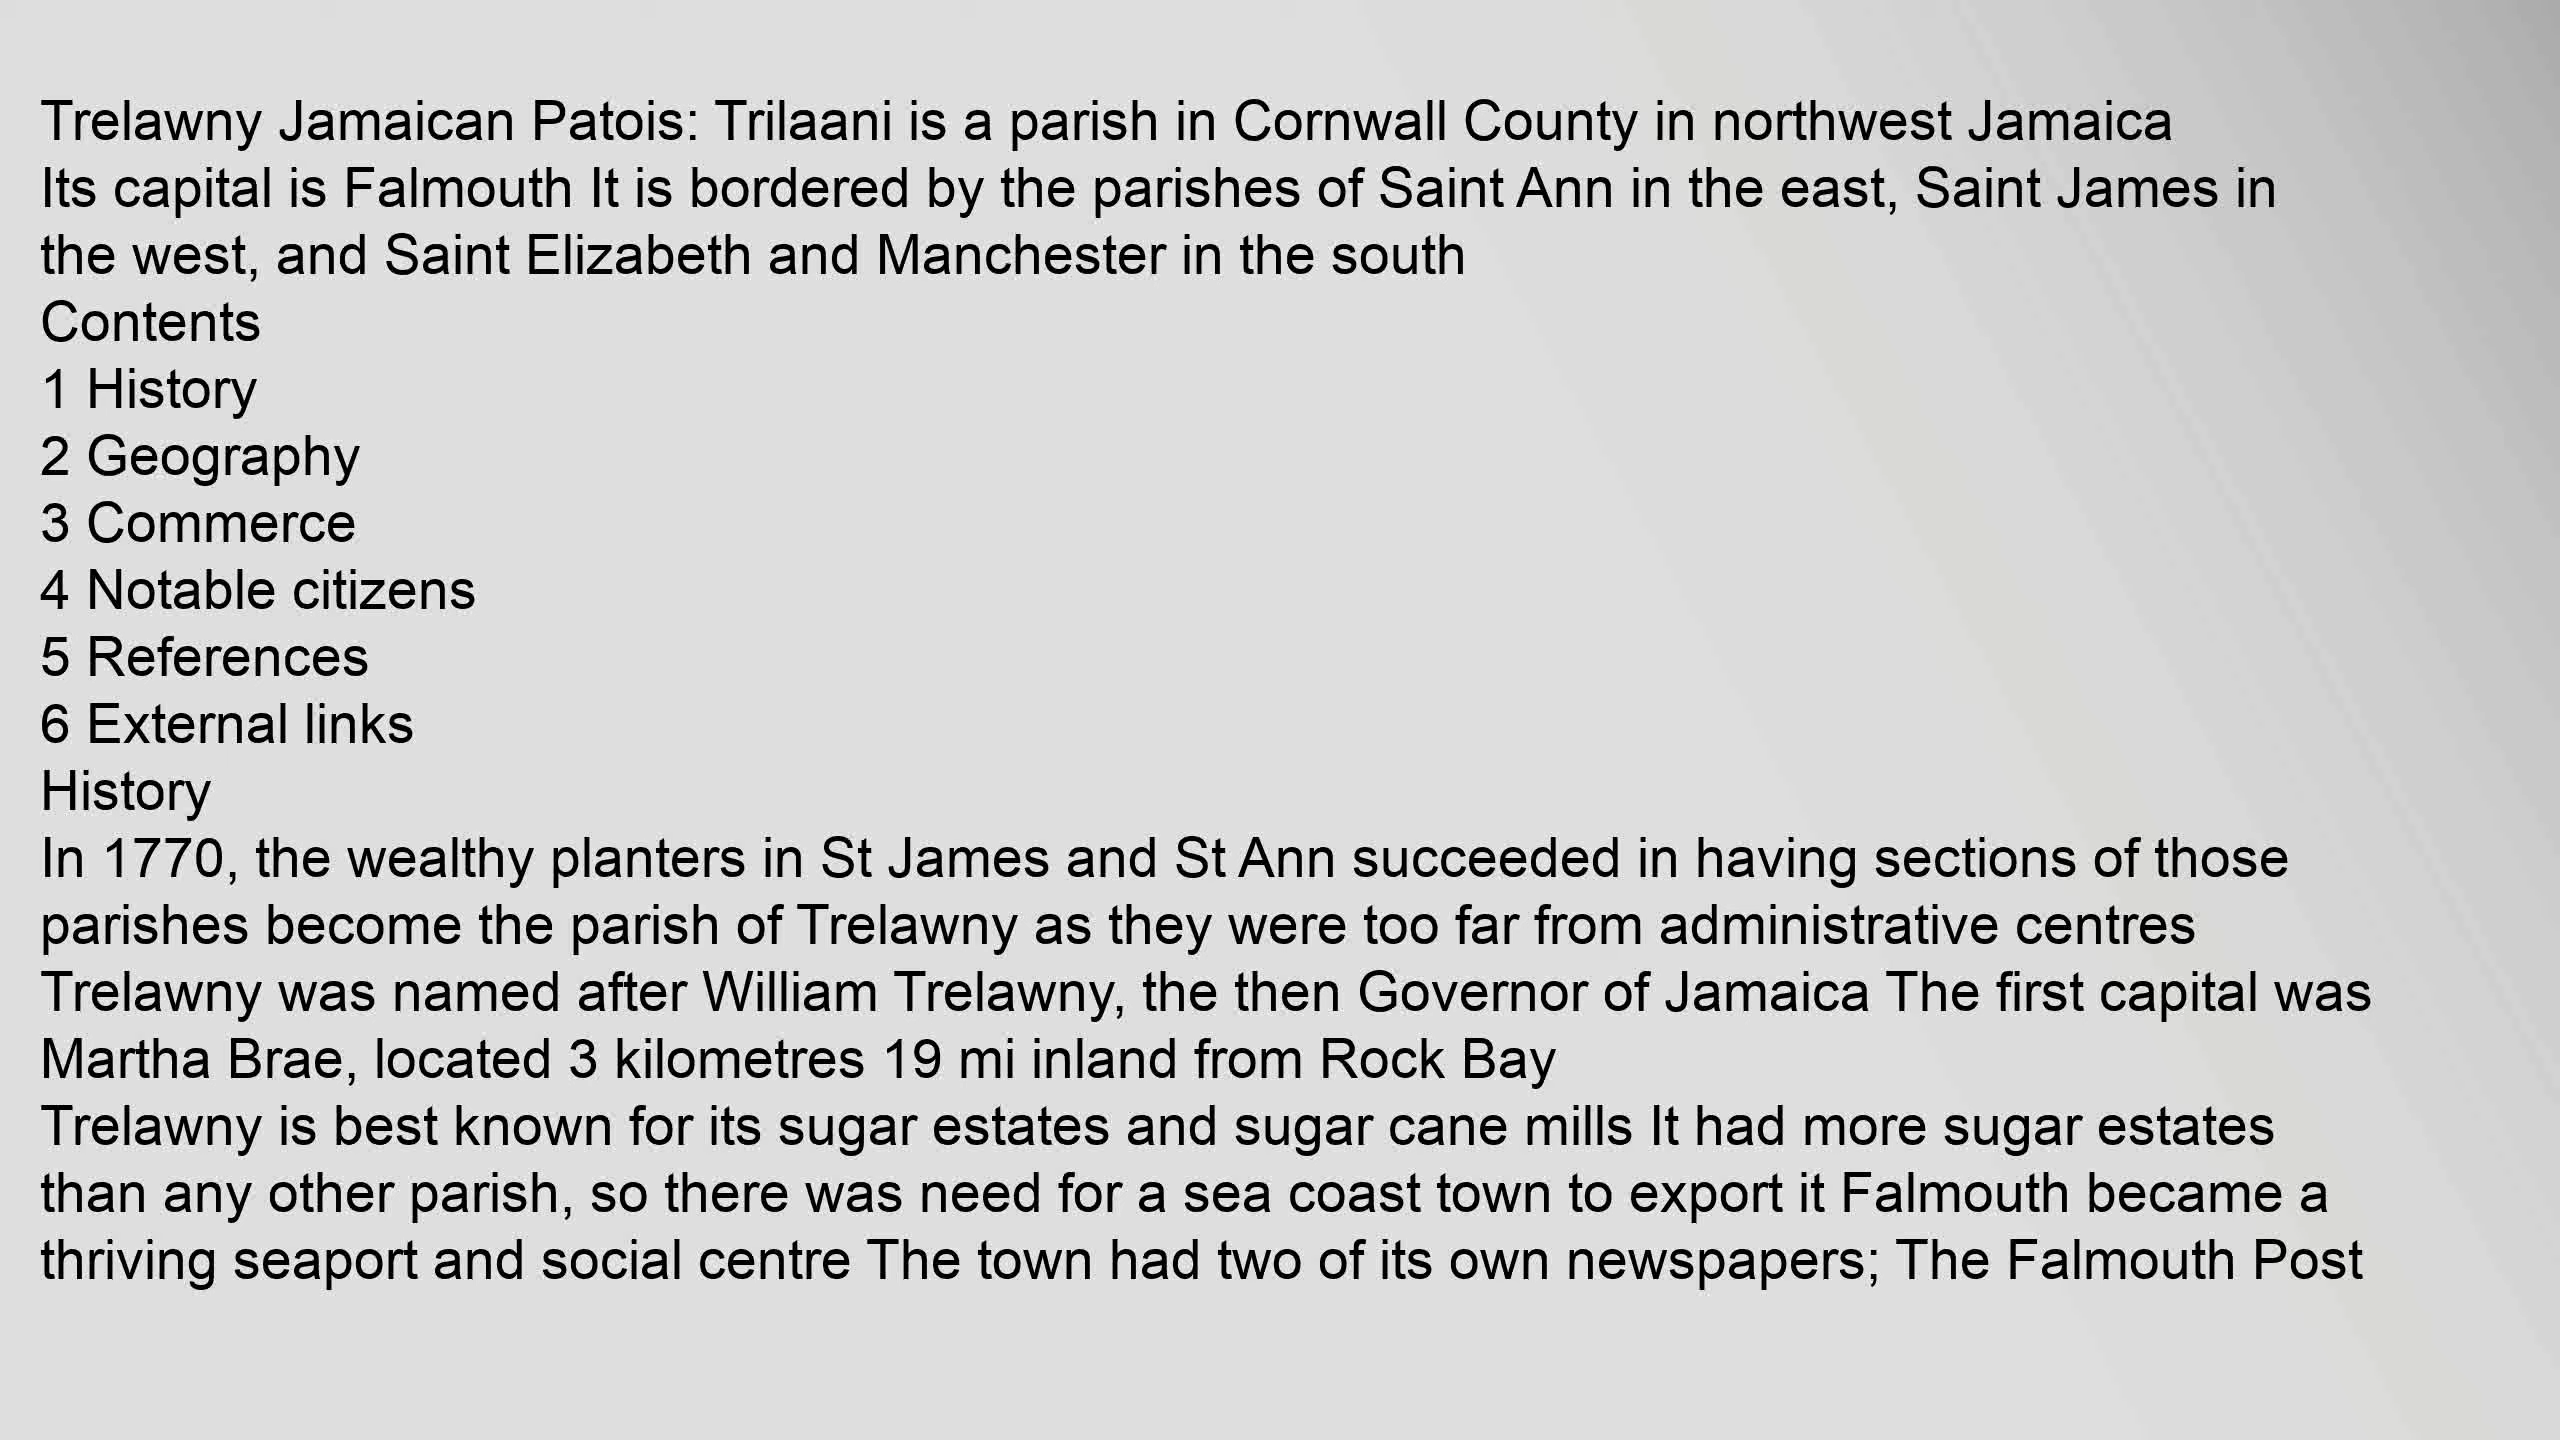 Trelawny Jamaican Patois: Trilaani is a parish in Cornwall County in northwest Jamaica
Its capital is Falmouth It is bordered by the parishes of Saint Ann in the east, Saint James in
the west, and Saint Elizabeth and Manchester in the south
Contents
1 History
2 Geography
3 Commerce
4 Notable citizens
5 References
6 External links
History
In 1770, the wealthy planters in St James and St Ann succeeded in having sections of those
parishes become the parish of Trelawny as they were too far from administrative centres
Trelawny was named after William Trelawny, the then Governor of Jamaica The first capital was
Martha Brae, located 3 kilometres 19 mi inland from Rock Bay
Trelawny is best known for its sugar estates and sugar cane mills It had more sugar estates
than any other parish, so there was need for a sea coast town to export it Falmouth became a
thriving seaport and social centre The town had two of its own newspapers; The Falmouth Post